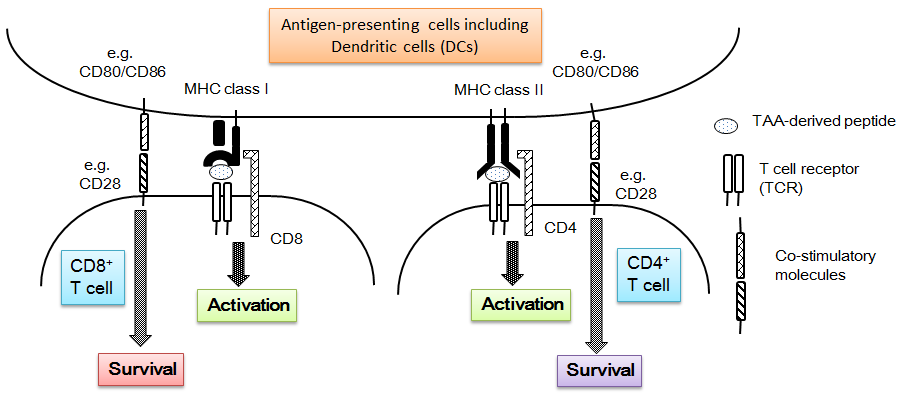 Antigen-presenting cells including
Dendritic cells (DCs)
e.g.
CD80/CD86
MHC class I
MHC class II
e.g.
CD80/CD86
TAA-derived peptide
e.g.
CD28
T cell receptor
(TCR)
e.g.
CD28
CD8
CD4
CD8+
T cell
CD4+
T cell
Co-stimulatory
molecules
Activation
Activation
Survival
Survival